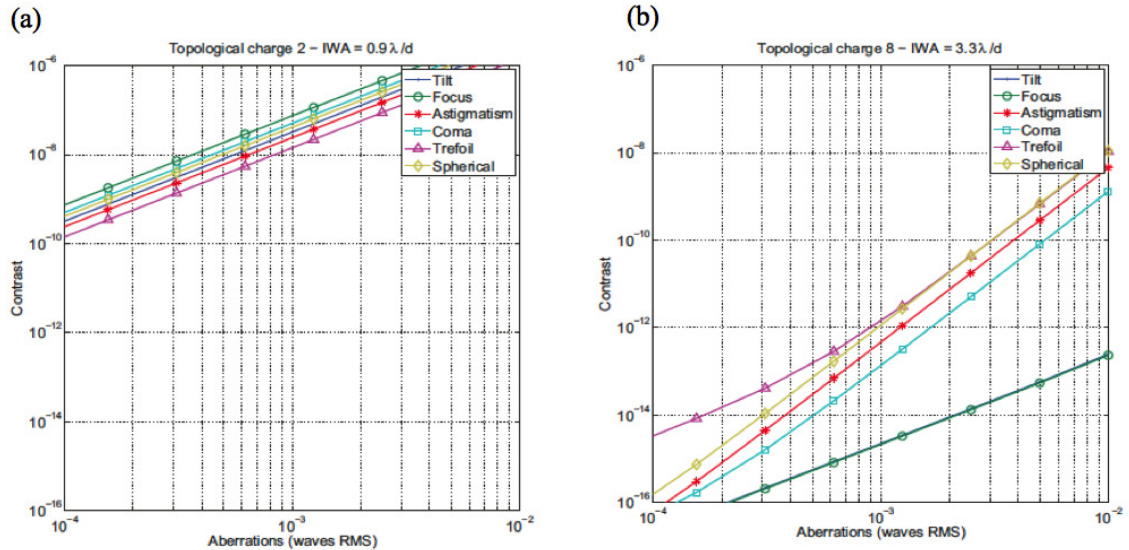 (a)
Topological charge 2 – IWA = 0.9λ/d
10⁻⁶
10⁻⁸
10⁻¹⁰
10⁻¹²
10⁻¹⁴
10⁻¹⁶
Contrast
Tilt
Focus
Astigmatism
Coma
Trefoil
Spherical
10⁻⁴
10⁻³
10⁻²
Aberrations (waves RMS)
(b)
Topological charge 8 – IWA = 3.3λ/d
10⁻⁶
10⁻⁸
10⁻¹⁰
10⁻¹²
10⁻¹⁴
10⁻¹⁶
Contrast
Tilt
Focus
Astigmatism
Coma
Trefoil
Spherical
10⁻⁴
10⁻³
10⁻²
Aberrations (waves RMS)